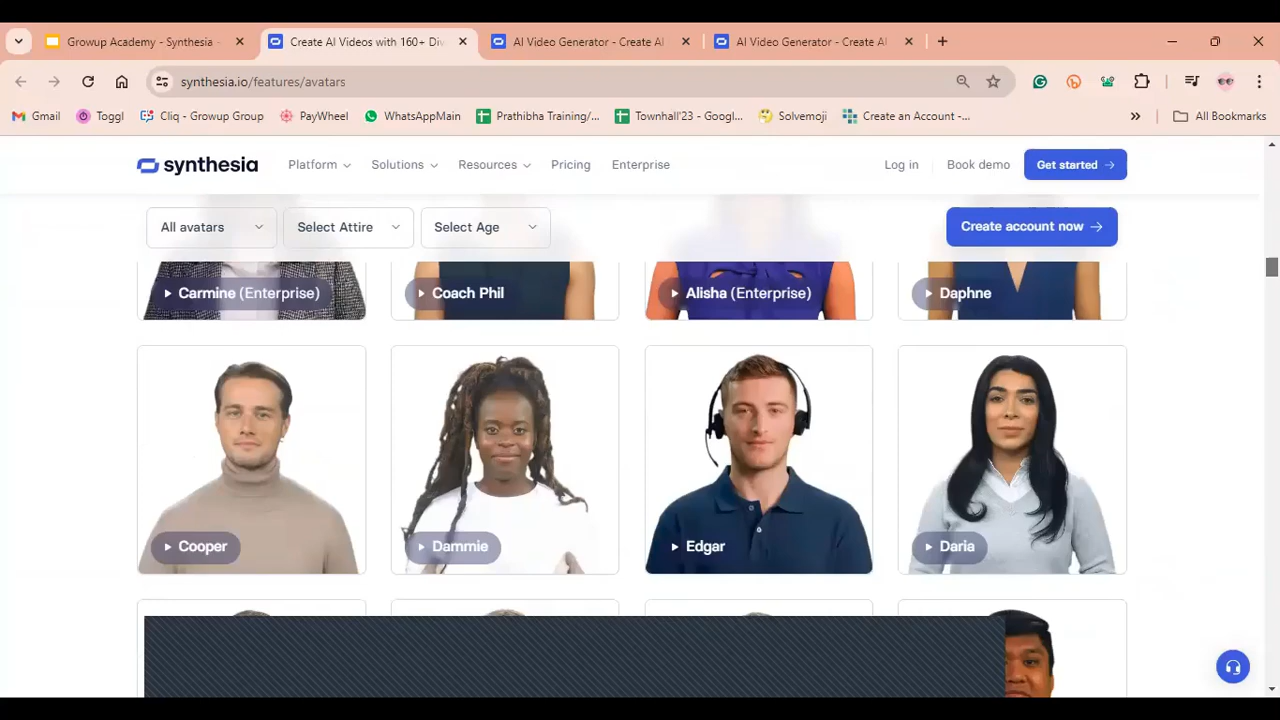 Growup Academy - Synthesia
Create AI Videos with 160+ Div
AI Video Generator - Create AI
AI Video Generator - Create AI
synthesia.io/features/avatars
Gmail
Toggl
Cliq - Growup Group
PayWheel
WhatsAppMain
Prathibha Training/...
Townhall'23 - Googl...
Solvemoji
Create an Account -...
All Bookmarks
synthesia
Platform
Solutions
Resources
Pricing
Enterprise
Log in
Book demo
Get started
All avatars
Select Attire
Select Age
Create account now
Carmine (Enterprise)
Coach Phil
Alisha (Enterprise)
Daphne
Cooper
Dammie
Edgar
Daria